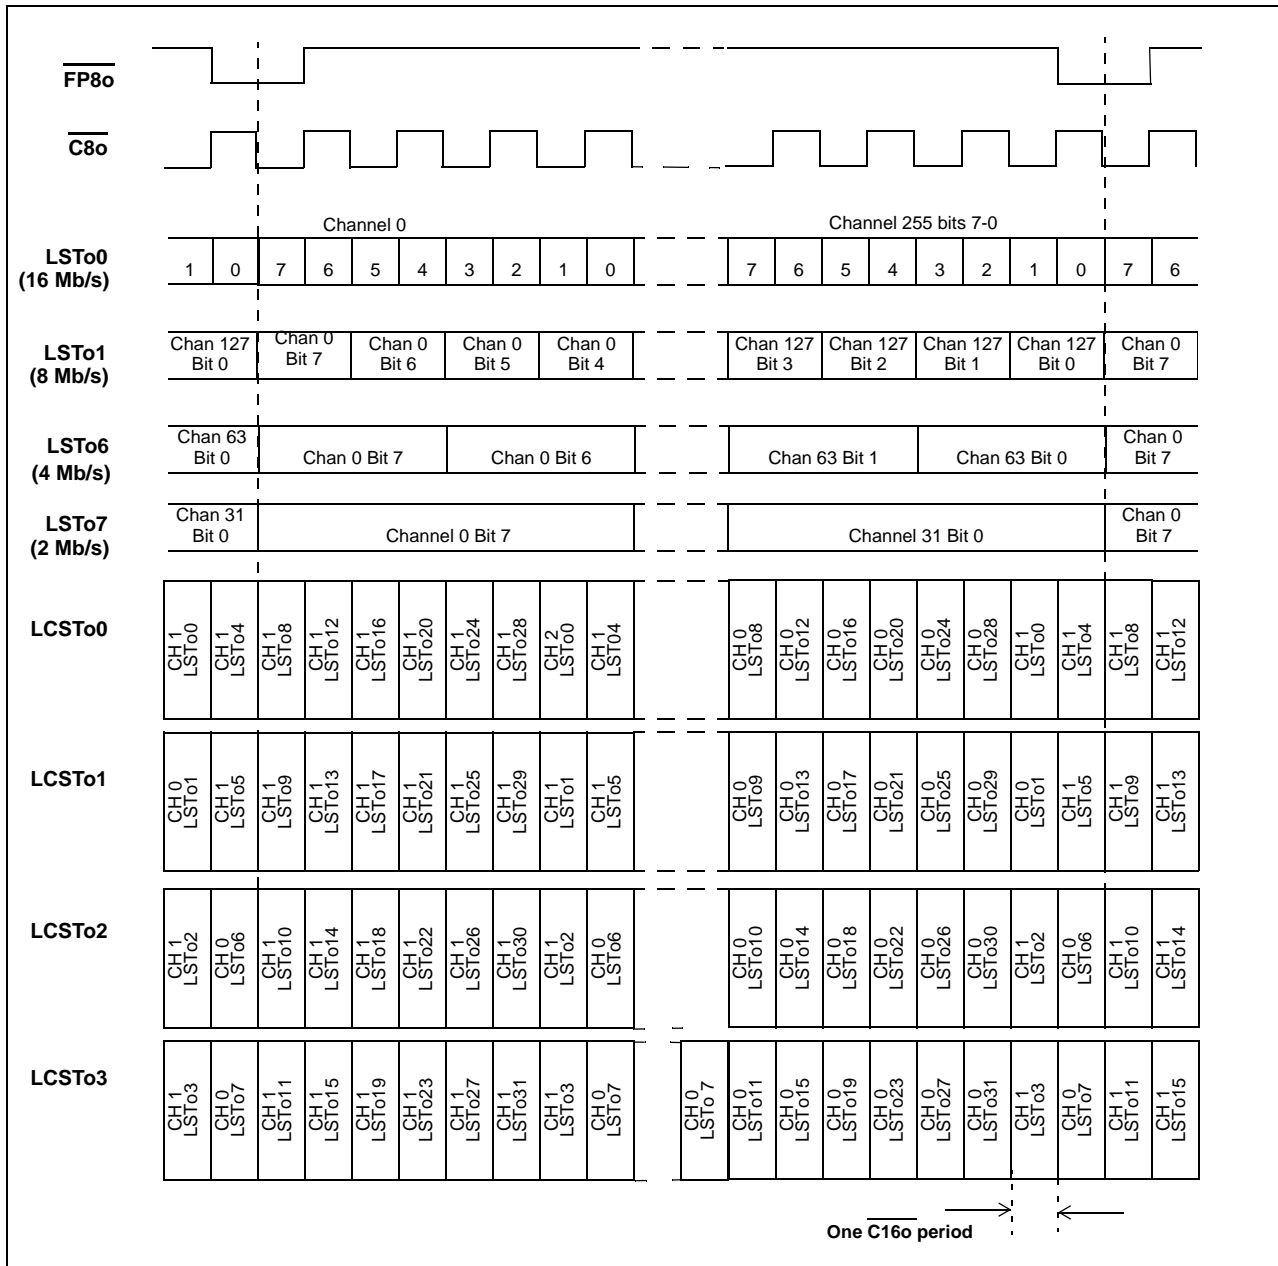 FP8o
C8o
Channel 0
Channel 255 bits 7-0
LSTo0
(16 Mb/s)
1 0 7 6 5 4 3 2 1 0 7 6 5 4 3 2 1 0 7 6
LSTo1
(8 Mb/s)
Chan 127 Chan 0 Chan 0 Chan 0 Chan 0 Chan 127 Chan 127 Chan 127 Chan 127 Chan 0
Bit 0 Bit 7 Bit 6 Bit 5 Bit 4 Bit 3 Bit 2 Bit 1 Bit 0 Bit 7
LSTo6
(4 Mb/s)
Chan 63
Bit 0
Chan 0 Bit 7
Chan 0 Bit 6
Chan 63 Bit 1
Chan 63 Bit 0
Chan 0
Bit 7
LSTo7
(2 Mb/s)
Chan 31
Bit 0
Channel 0 Bit 7
Channel 31 Bit 0
Chan 0
Bit 7
LCSTo0
CH 1
LSTo0
CH 1
LSTo4
CH 1
LSTo8
CH 1
LSTo12
CH 1
LSTo16
CH 1
LSTo20
CH 1
LSTo24
CH 1
LSTo28
CH 2
LSTo0
CH 1
LSTo4
CH 0
LSTo8
CH 0
LSTo12
CH 0
LSTo16
CH 0
LSTo20
CH 0
LSTo24
CH 0
LSTo28
CH 1
LSTo0
CH 1
LSTo4
CH 1
LSTo8
CH 1
LSTo12
LCSTo1
CH 0
LSTo1
CH 1
LSTo5
CH 1
LSTo9
CH 1
LSTo13
CH 1
LSTo17
CH 1
LSTo21
CH 1
LSTo25
CH 1
LSTo29
CH 1
LSTo1
CH 1
LSTo5
CH 0
LSTo9
CH 0
LSTo13
CH 0
LSTo17
CH 0
LSTo21
CH 0
LSTo25
CH 0
LSTo29
CH 0
LSTo1
CH 1
LSTo5
CH 1
LSTo9
CH 1
LSTo13
LCSTo2
CH 1
LSTo2
CH 0
LSTo6
CH 1
LSTo10
CH 1
LSTo14
CH 1
LSTo18
CH 1
LSTo22
CH 1
LSTo26
CH 1
LSTo30
CH 1
LSTo2
CH 0
LSTo6
CH 0
LSTo10
CH 0
LSTo14
CH 0
LSTo18
CH 0
LSTo22
CH 0
LSTo26
CH 0
LSTo30
CH 1
LSTo2
CH 0
LSTo6
CH 1
LSTo10
CH 1
LSTo14
LCSTo3
CH 1
LSTo3
CH 0
LSTo7
CH 1
LSTo11
CH 1
LSTo15
CH 1
LSTo19
CH 1
LSTo23
CH 1
LSTo27
CH 1
LSTo31
CH 1
LSTo3
CH 0
LSTo7
CH 0
LSTo 7
CH 0
LSTo11
CH 0
LSTo15
CH 0
LSTo19
CH 0
LSTo23
CH 0
LSTo27
CH 0
LSTo31
CH 1
LSTo3
CH 0
LSTo7
CH 1
LSTo11
CH 1
LSTo15
One C16o period